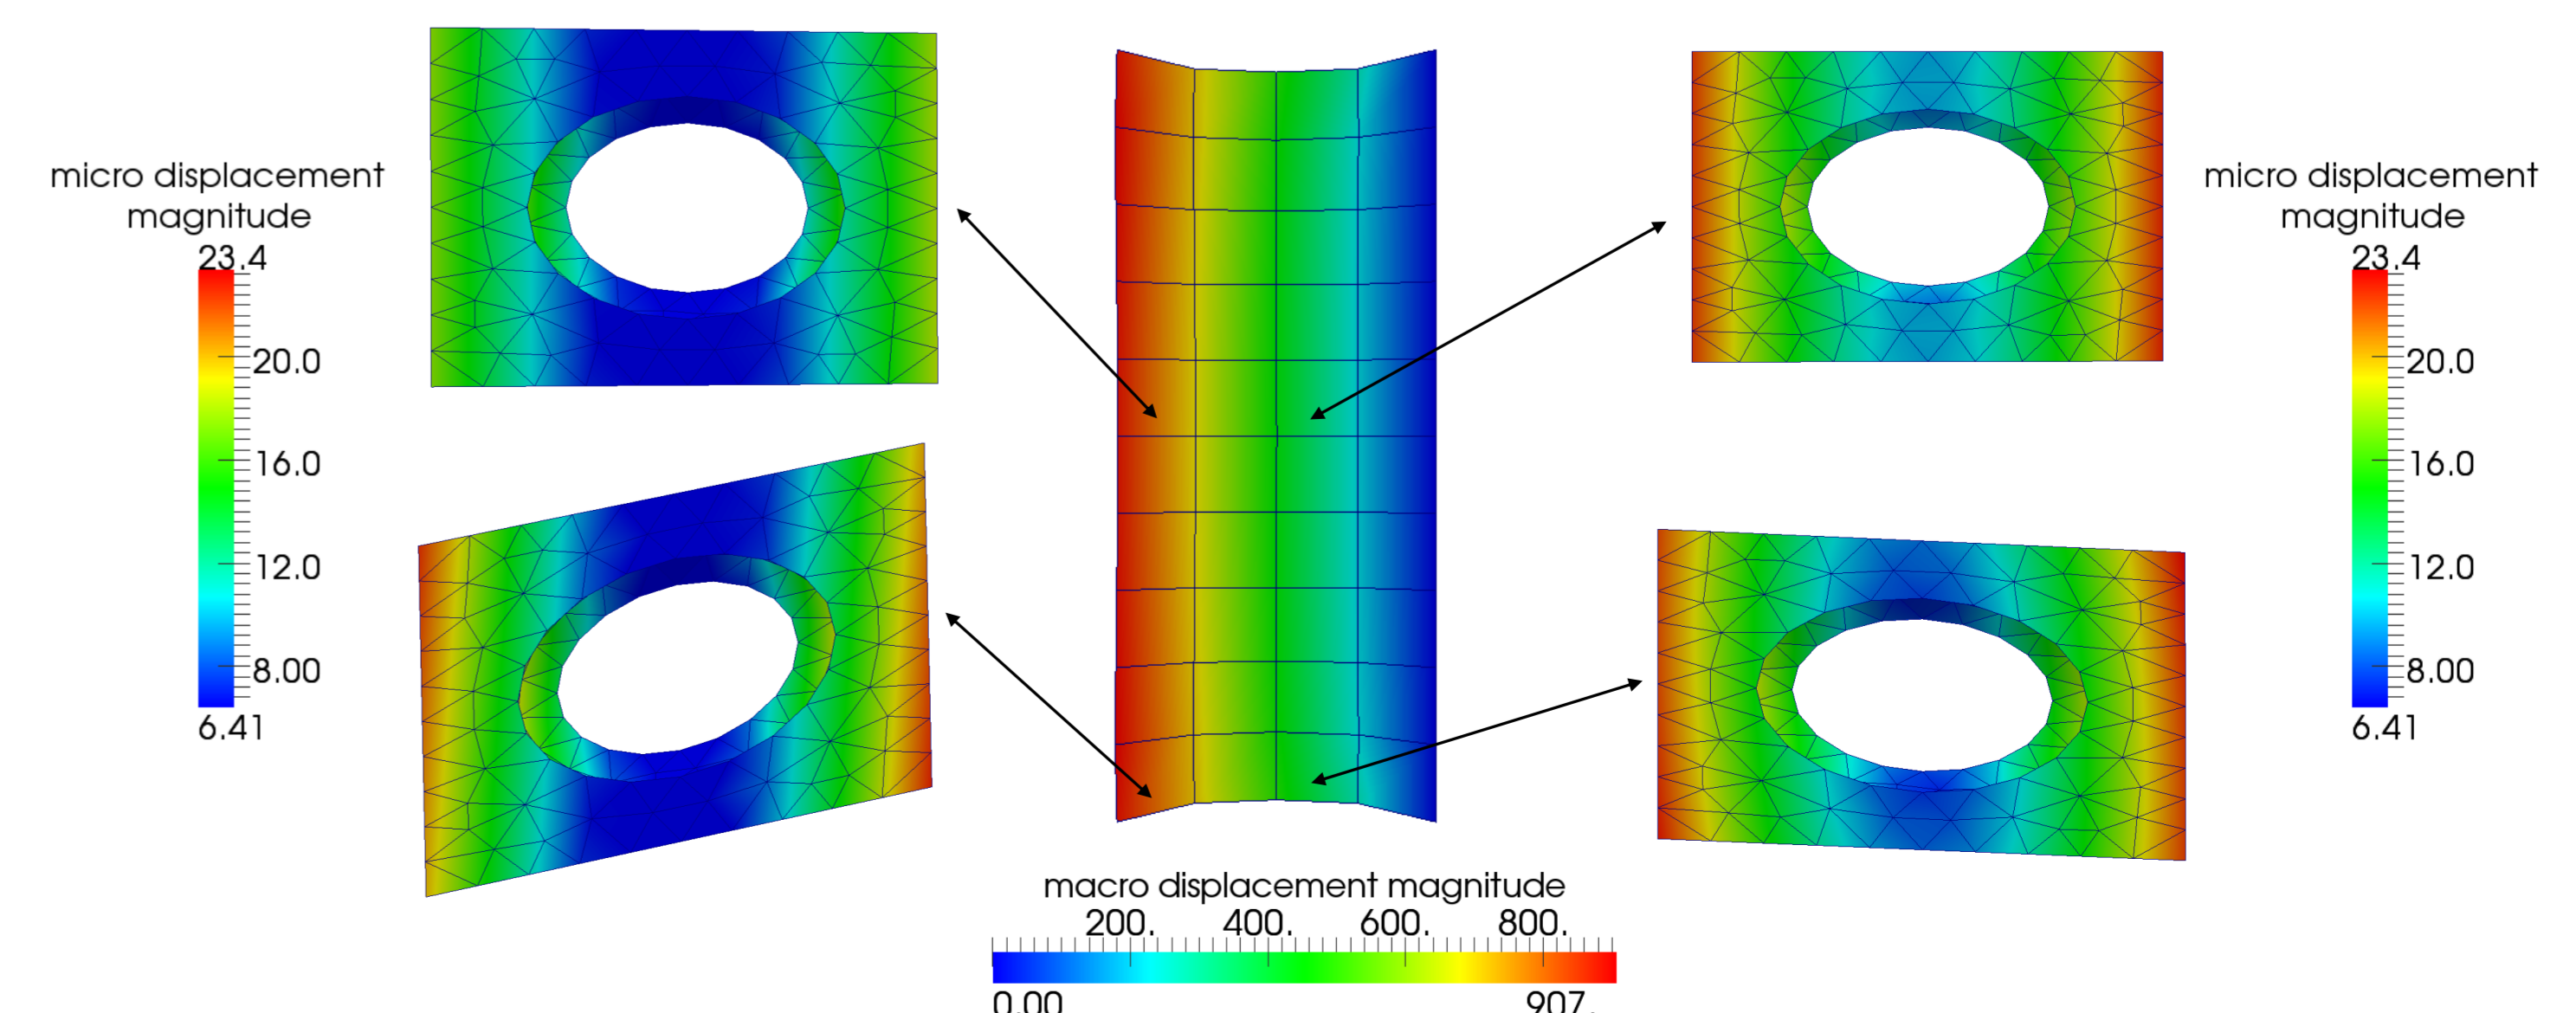 micro displacement
magnitude
23.4
20.0
16.0
12.0
8.00
6.41
micro displacement
magnitude
23.4
20.0
16.0
12.0
8.00
6.41
macro displacement magnitude
200. 400. 600. 800.
0.00 907.